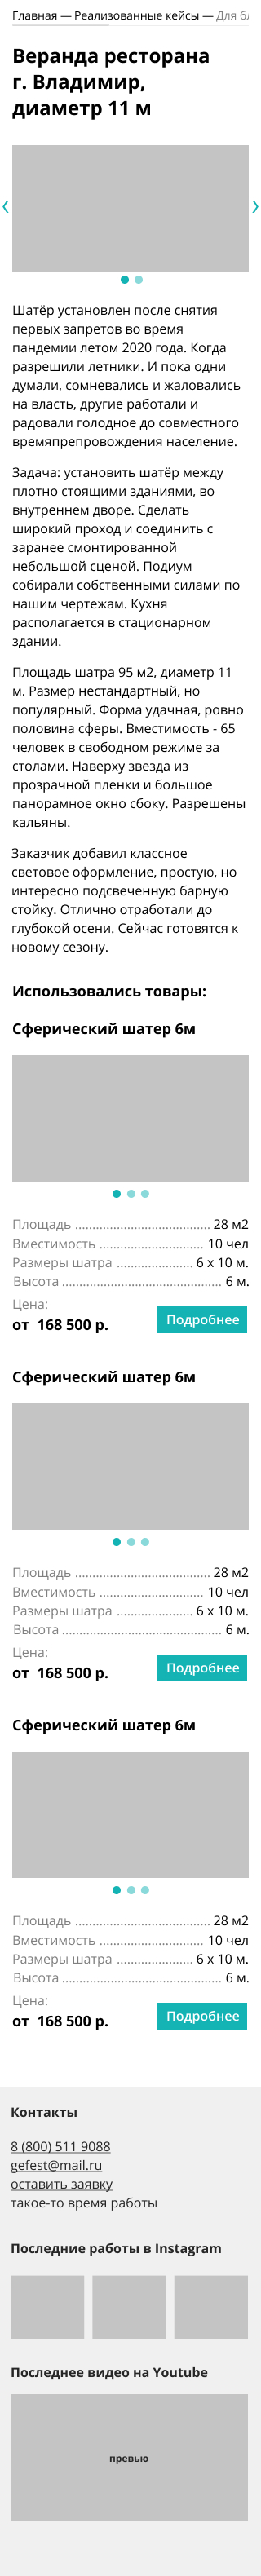 Главная — Реализованные кейсы — Для бл
Веранда ресторана
г. Владимир,
диаметр 11 м
Шатёр установлен после снятия
первых запретов во время
пандемии летом 2020 года. Когда
разрешили летники. И пока одни
думали, сомневались и жаловались
на власть, другие работали и
радовали голодное до совместного
времяпрепровождения население.
Задача: установить шатёр между
плотно стоящими зданиями, во
внутреннем дворе. Сделать
широкий проход и соединить с
заранее смонтированной
небольшой сценой. Подиум
собирали собственными силами по
нашим чертежам. Кухня
располагается в стационарном
здании.
Площадь шатра 95 м2, диаметр 11
м. Размер нестандартный, но
популярный. Форма удачная, ровно
половина сферы. Вместимость - 65
человек в свободном режиме за
столами. Наверху звезда из
прозрачной пленки и большое
панорамное окно сбоку. Разрешены
кальяны.
Заказчик добавил классное
световое оформление, простую, но
интересно подсвеченную барную
стойку. Отлично отработали до
глубокой осени. Сейчас готовятся к
новому сезону.
Использовались товары:
Сферический шатер 6м
Площадь .................................. 28 м2
Вместимость .......................... 10 чел
Размеры шатра ................... 6 х 10 м.
Высота ........................................ 6 м.
Цена:
от 168 500 р.
Подробнее
Сферический шатер 6м
Площадь .................................. 28 м2
Вместимость .......................... 10 чел
Размеры шатра ................... 6 х 10 м.
Высота ........................................ 6 м.
Цена:
от 168 500 р.
Подробнее
Сферический шатер 6м
Площадь .................................. 28 м2
Вместимость .......................... 10 чел
Размеры шатра ................... 6 х 10 м.
Высота ........................................ 6 м.
Цена:
от 168 500 р.
Подробнее
Контакты
8 (800) 511 9088
gefest@mail.ru
оставить заявку
такое-то время работы
Последние работы в Instagram
Последнее видео на Youtube
превью